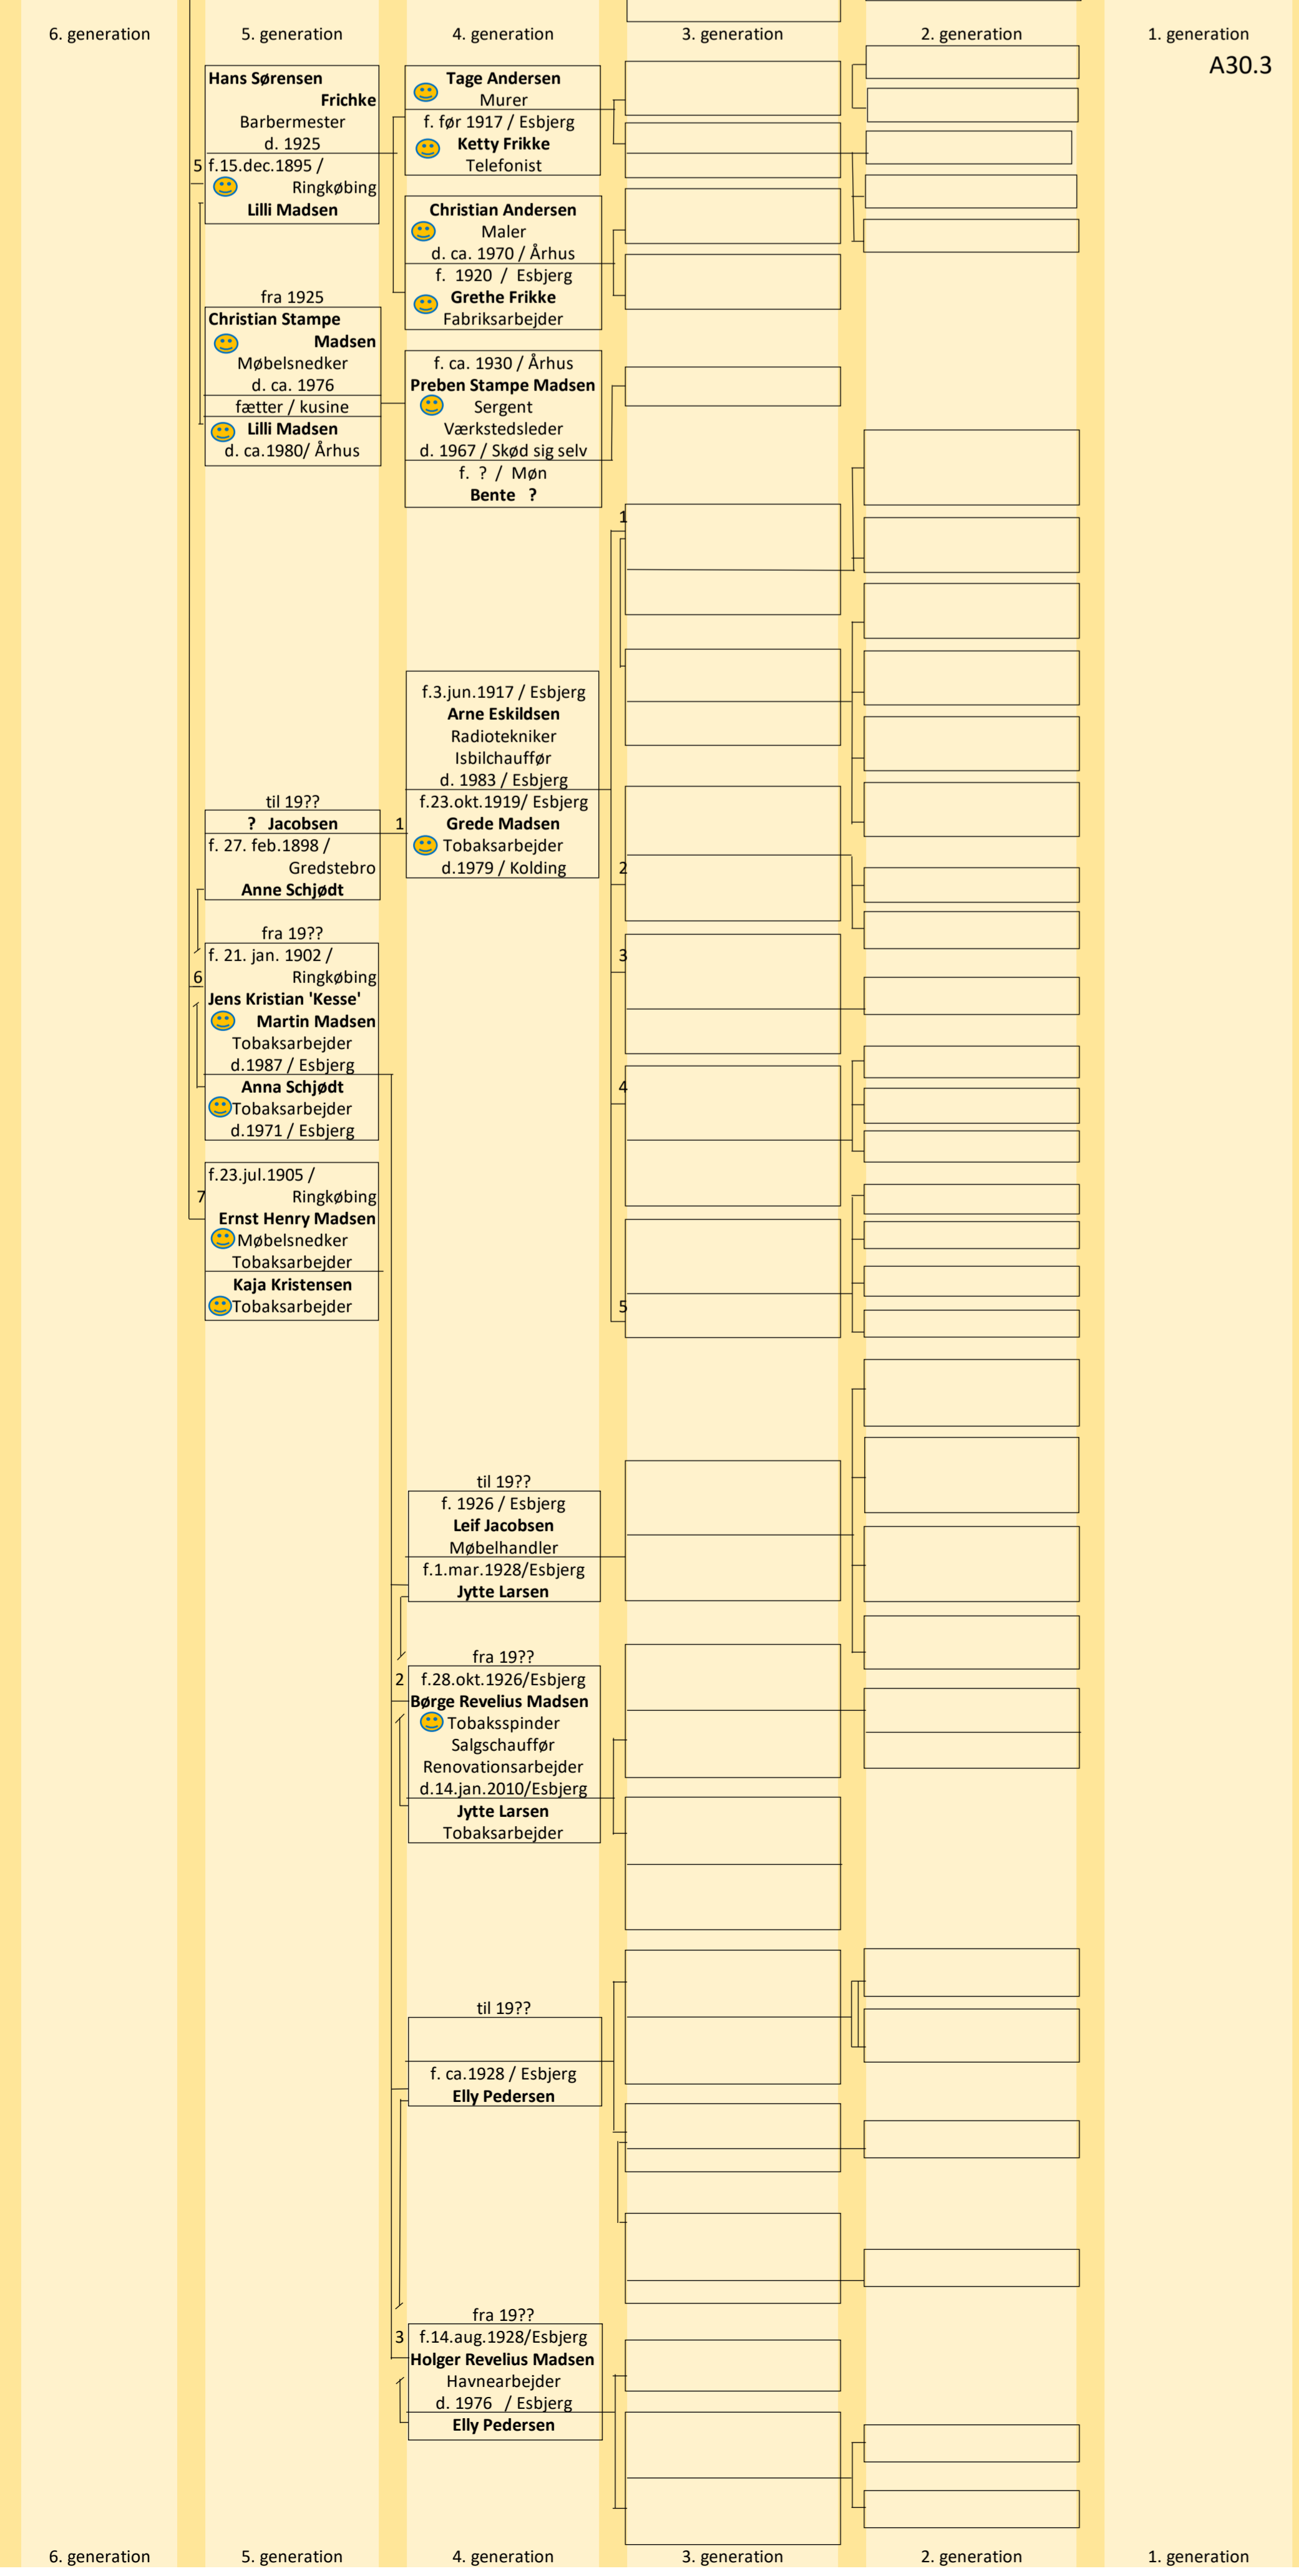 6. generation 5. generation 4. generation 3. generation 2. generation 1. generation
A30.3
Hans Sørensen
Frichke
Barbermester
d. 1925
5 f.15.dec.1895 /
Ringkøbing
Lilli Madsen
fra 1925
Christian Stampe
Madsen
Møbelsnedker
d. ca. 1976
fætter / kusine
Lilli Madsen
d. ca.1980/ Århus
til 19??
? Jacobsen
f. 27. feb.1898 /
Gredstebro
Anne Schjødt
fra 19??
f. 21. jan. 1902 /
6 Ringkøbing
Jens Kristian 'Kesse'
Martin Madsen
Tobaksarbejder
d.1987 / Esbjerg
Anna Schjødt
Tobaksarbejder
d.1971 / Esbjerg
f.23.jul.1905 /
7 Ringkøbing
Ernst Henry Madsen
Møbelsnedker
Tobaksarbejder
Kaja Kristensen
Tobaksarbejder
Tage Andersen
Murer
f. før 1917 / Esbjerg
Ketty Frikke
Telefonist
Christian Andersen
Maler
d. ca. 1970 / Århus
f. 1920 / Esbjerg
Grethe Frikke
Fabriksarbejder
f. ca. 1930 / Århus
Preben Stampe Madsen
Sergent
Værkstedsleder
d. 1967 / Skød sig selv
f. ? / Møn
Bente ?
f.3.jun.1917 / Esbjerg
Arne Eskildsen
Radiotekniker
Isbilchauffør
d. 1983 / Esbjerg
f.23.okt.1919/ Esbjerg
1 Grede Madsen
Tobaksarbejder
d.1979 / Kolding
til 19??
f. 1926 / Esbjerg
Leif Jacobsen
Møbelhandler
f.1.mar.1928/Esbjerg
Jytte Larsen
fra 19??
2 f.28.okt.1926/Esbjerg
Børge Revelius Madsen
Tobaksspinder
Salgschauffør
Renovationsarbejder
d.14.jan.2010/Esbjerg
Jytte Larsen
Tobaksarbejder
til 19??
f. ca.1928 / Esbjerg
Elly Pedersen
fra 19??
3 f.14.aug.1928/Esbjerg
Holger Revelius Madsen
Havnearbejder
d. 1976 / Esbjerg
Elly Pedersen
1
2
3
4
5
6. generation 5. generation 4. generation 3. generation 2. generation 1. generation